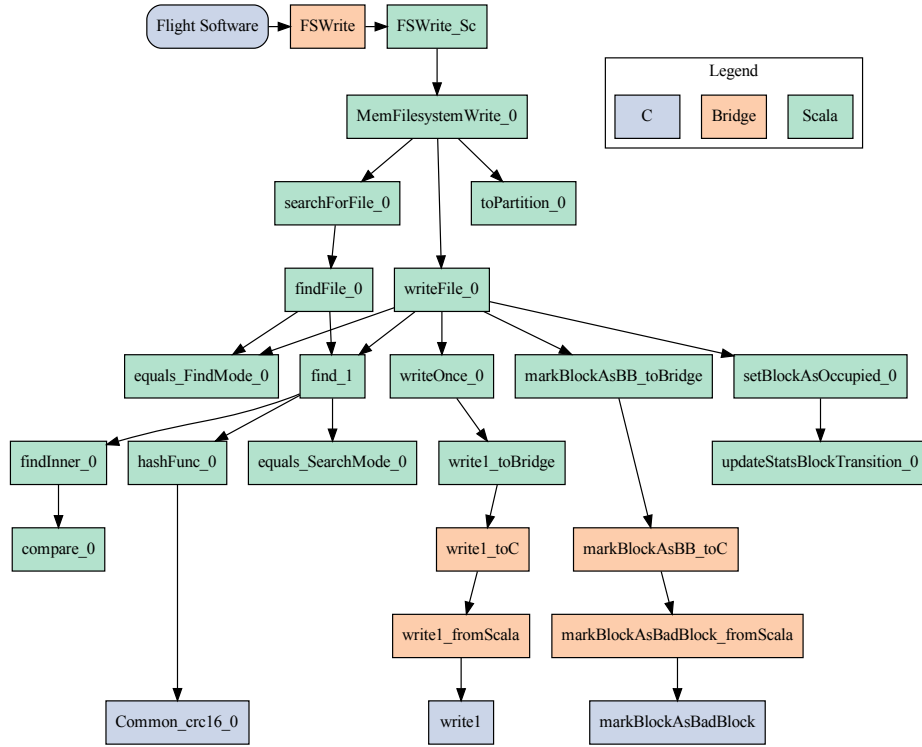 Flight Software
FSWrite
FSWrite_Sc
Legend
C
Bridge
Scala
MemFilesystemWrite_0
searchForFile_0
toPartition_0
findFile_0
writeFile_0
equals_FindMode_0
find_1
writeOnce_0
markBlockAsBB_toBridge
setBlockAsOccupied_0
findInner_0
hashFunc_0
equals_SearchMode_0
write1_toBridge
updateStatsBlockTransition_0
compare_0
write1_toC
markBlockAsBB_toC
write1_fromScala
markBlockAsBadBlock_fromScala
Common_crc16_0
write1
markBlockAsBadBlock